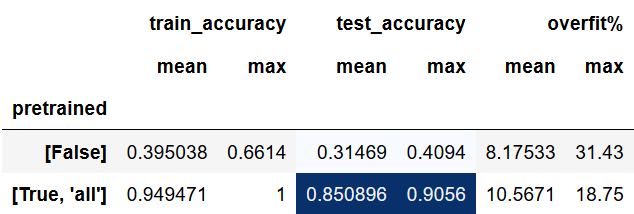 train_accuracy test_accuracy overfit%
mean max mean max mean max
pretrained
[False] 0.395038 0.6614 0.31469 0.4094 8.17533 31.43
[True, 'all'] 0.949471 1 0.850896 0.9056 10.5671 18.75